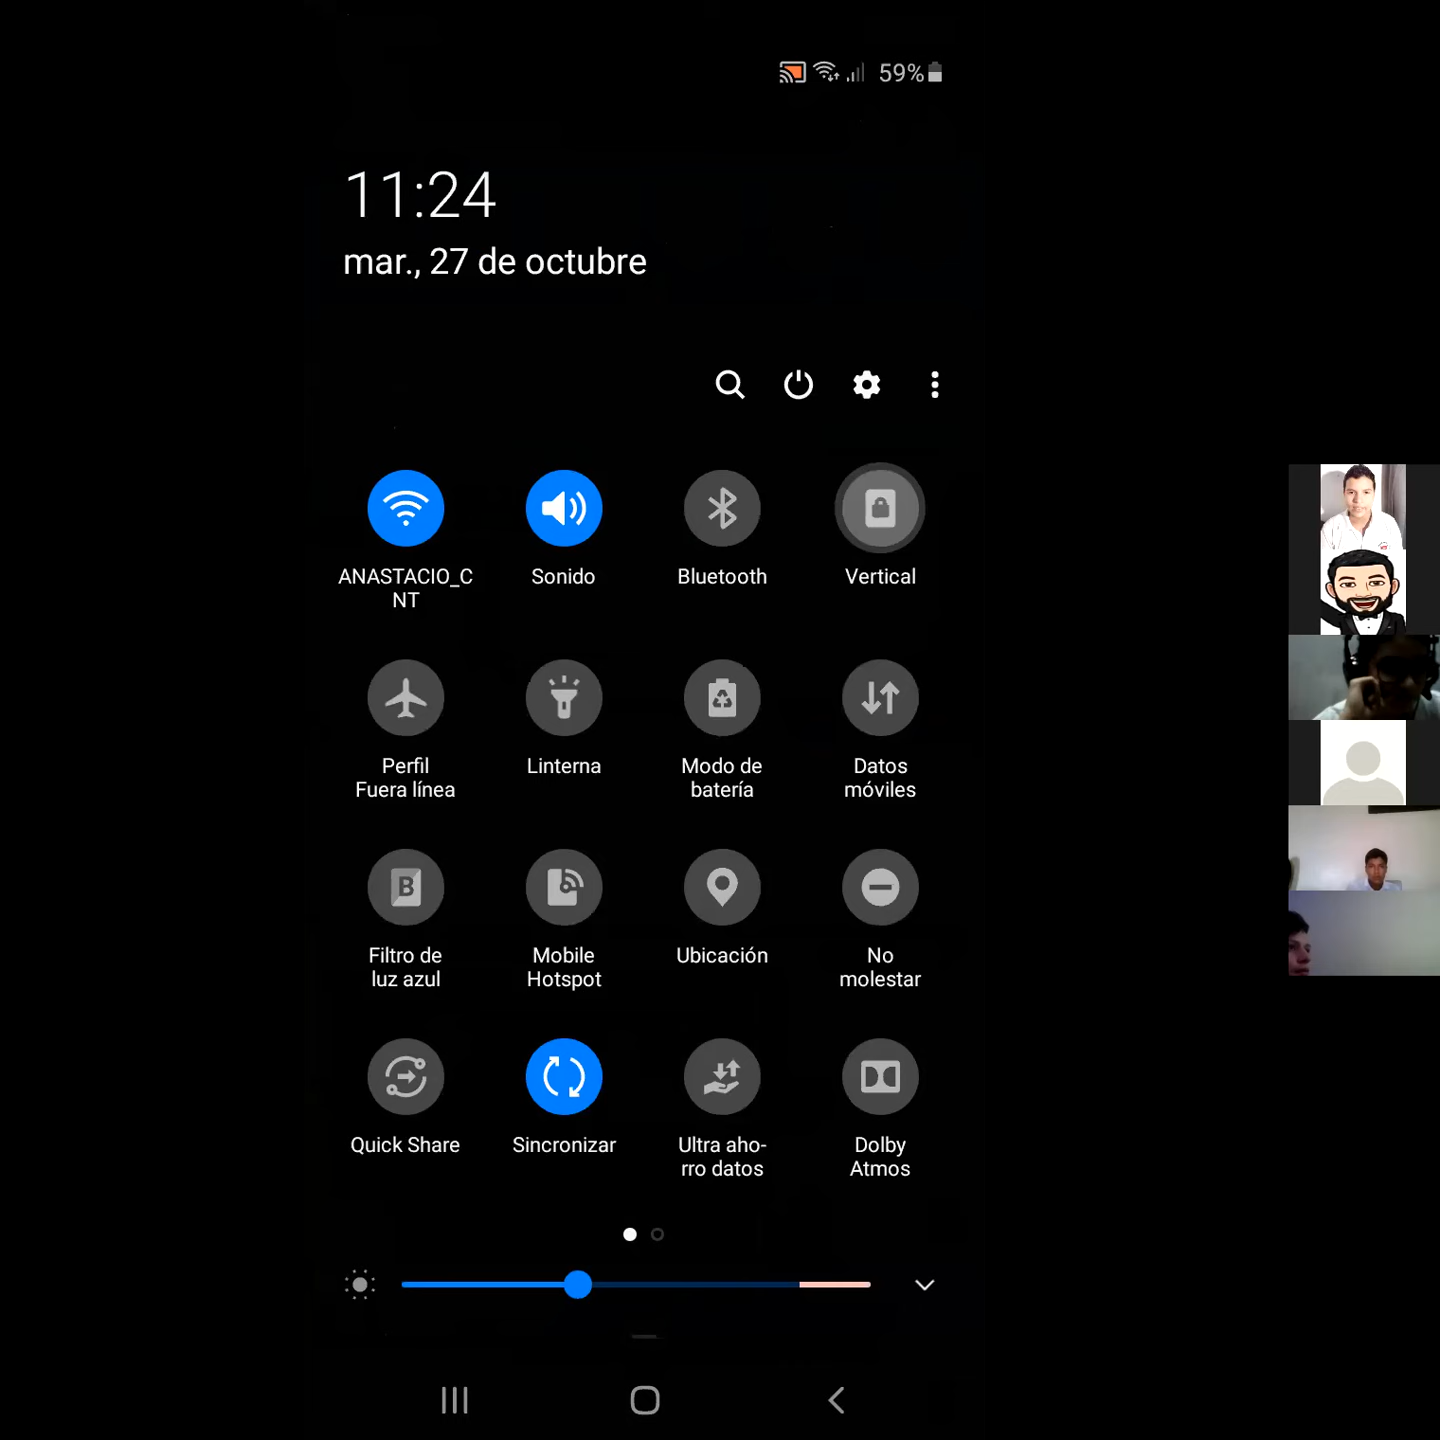 59%
11:24
mar., 27 de octubre
ANASTACIO_C
NT
Sonido
Bluetooth
Vertical
Perfil
Fuera línea
Linterna
Modo de
batería
Datos
móviles
B
Filtro de
luz azul
Mobile
Hotspot
Ubicación
No
molestar
Quick Share
Sincronizar
Ultra aho-
rro datos
Dolby
Atmos